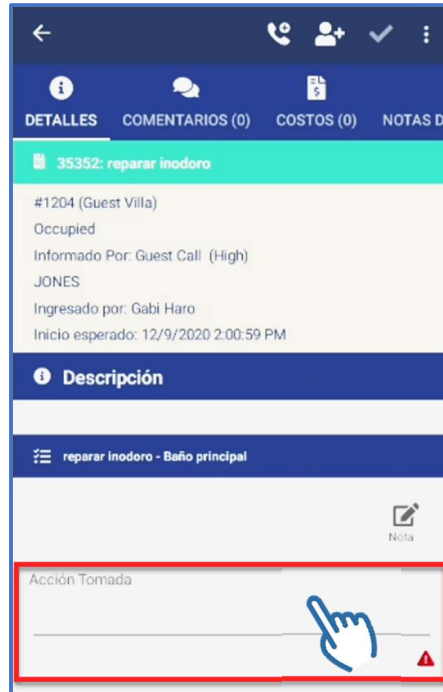 DETALLES COMENTARIOS (0) COSTOS (0) NOTAS D
35352: reparar inodoro
#1204 (Guest Villa)
Occupied
Informado Por: Guest Call (High)
JONES
Ingresado por: Gabi Haro
Inicio esperado: 12/9/2020 2:00:59 PM
Descripción
reparar inodoro - Baño principal
Nota
Acción Tomada